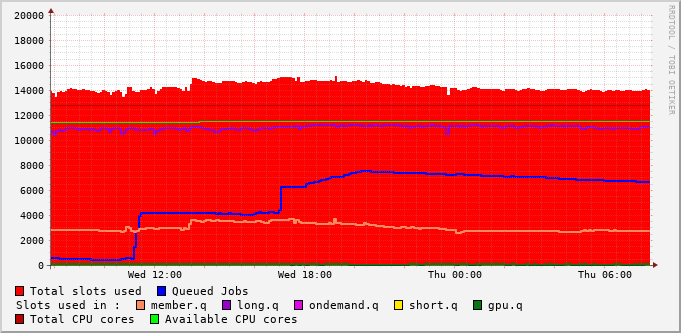 20000
18000
16000
14000
12000
10000
8000
6000
4000
2000
0
Wed 12:00 Wed 18:00 Thu 00:00 Thu 06:00
Total slots used Queued Jobs
Slots used in : member.q long.q ondemand.q short.q gpu.q
Total CPU cores Available CPU cores
RRDTOOL / TOBI OETIKER